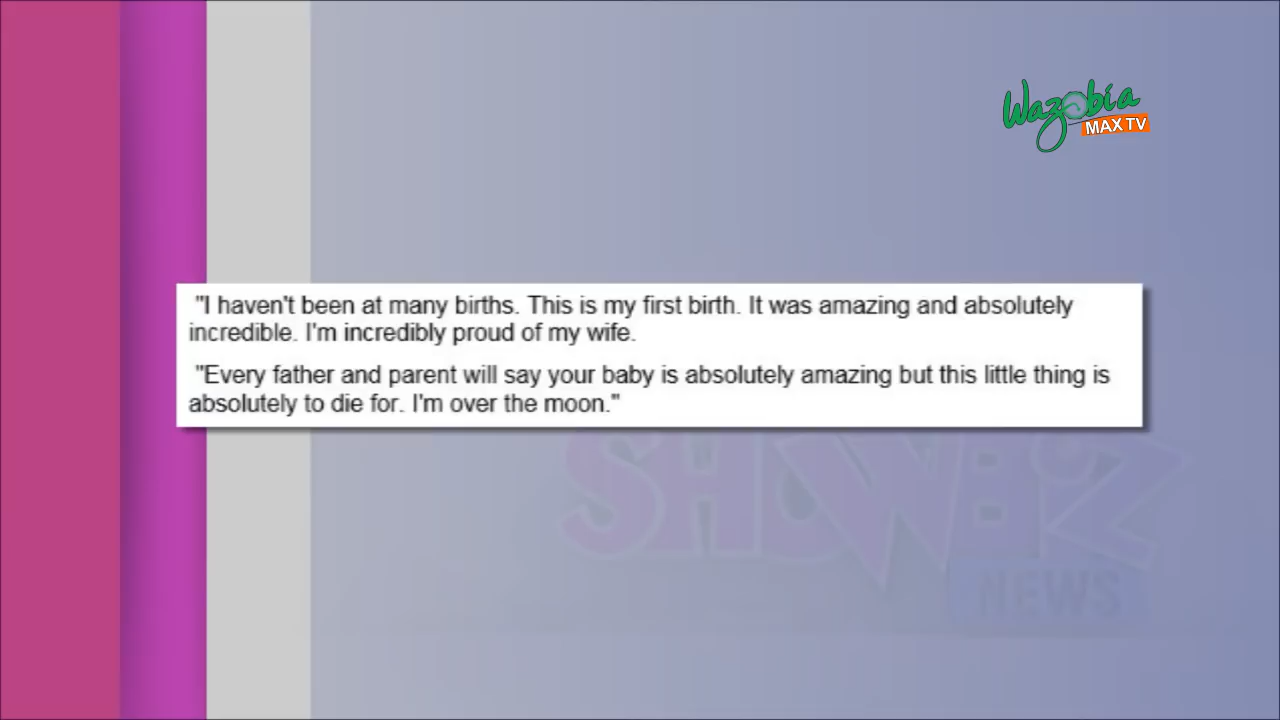 Wazobia
MAX TV
"I haven't been at many births. This is my first birth. It was amazing and absolutely
incredible. I'm incredibly proud of my wife.
"Every father and parent will say your baby is absolutely amazing but this little thing is
absolutely to die for. I'm over the moon."
SHOWBIZ
NEWS